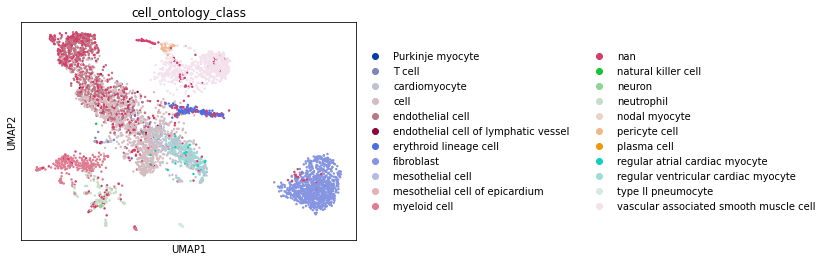 cell_ontology_class
UMAP2
UMAP1
Purkinje myocyte
T cell
cardiomyocyte
cell
endothelial cell
endothelial cell of lymphatic vessel
erythroid lineage cell
fibroblast
mesothelial cell
mesothelial cell of epicardium
myeloid cell
nan
natural killer cell
neuron
neutrophil
nodal myocyte
pericyte cell
plasma cell
regular atrial cardiac myocyte
regular ventricular cardiac myocyte
type II pneumocyte
vascular associated smooth muscle cell